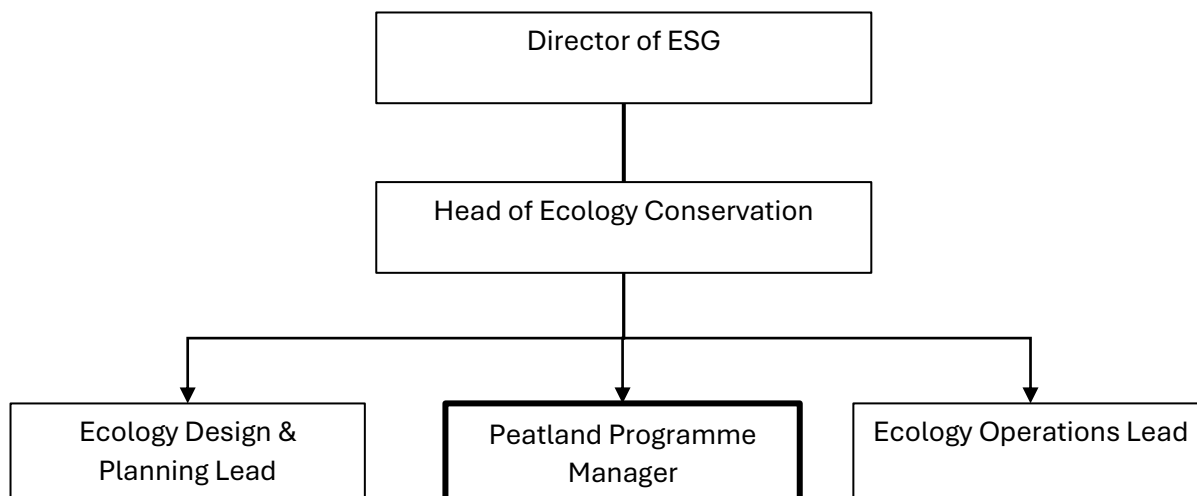 Director of ESG
Head of Ecology Conservation
Ecology Design &
Planning Lead
Peatland Programme
Manager
Ecology Operations Lead